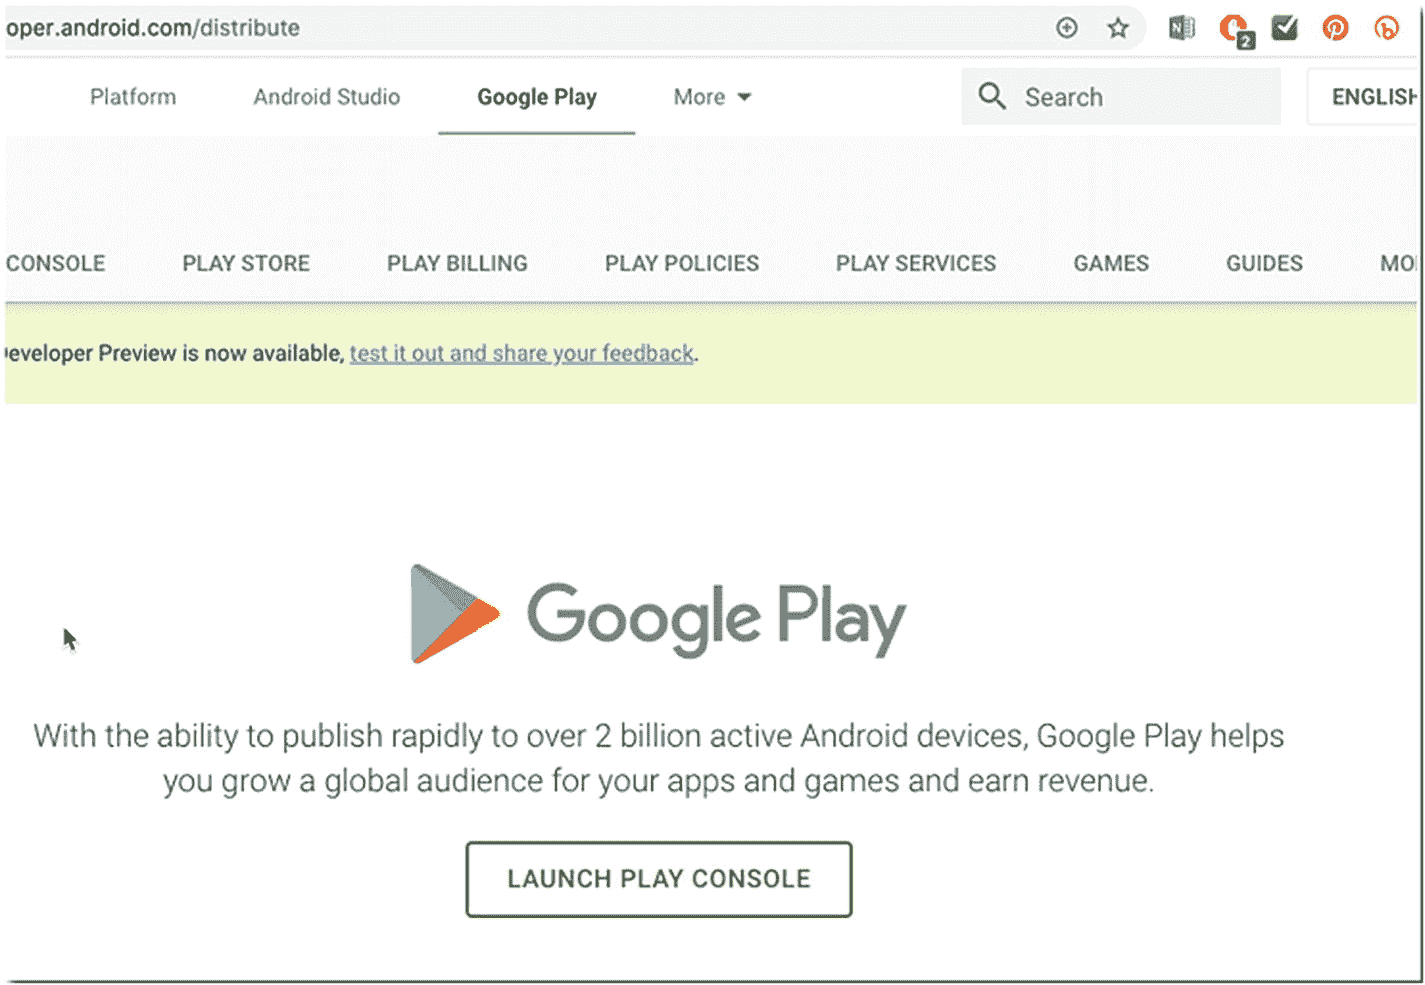 oper.android.com/distribute
2
Platform Android Studio Google Play More Search ENGLISH
CONSOLE PLAY STORE PLAY BILLING PLAY POLICIES PLAY SERVICES GAMES GUIDES MO
eveloper Preview is now available, test it out and share your feedback.
Google Play
With the ability to publish rapidly to over 2 billion active Android devices, Google Play helps
you grow a global audience for your apps and games and earn revenue.
LAUNCH PLAY CONSOLE